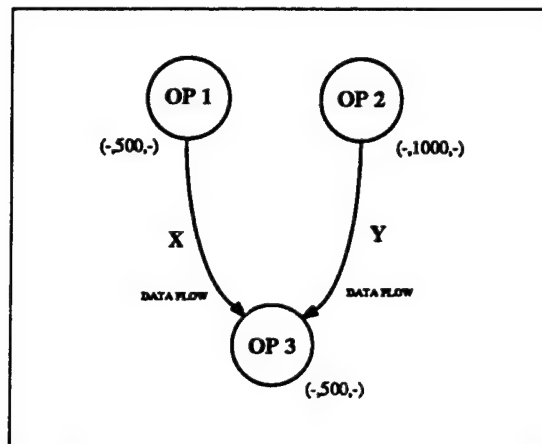 OP 1
OP 2
(-,500,-)
(-,1000,-)
X
Y
DATA FLOW
DATA FLOW
OP 3
(-,500,-)